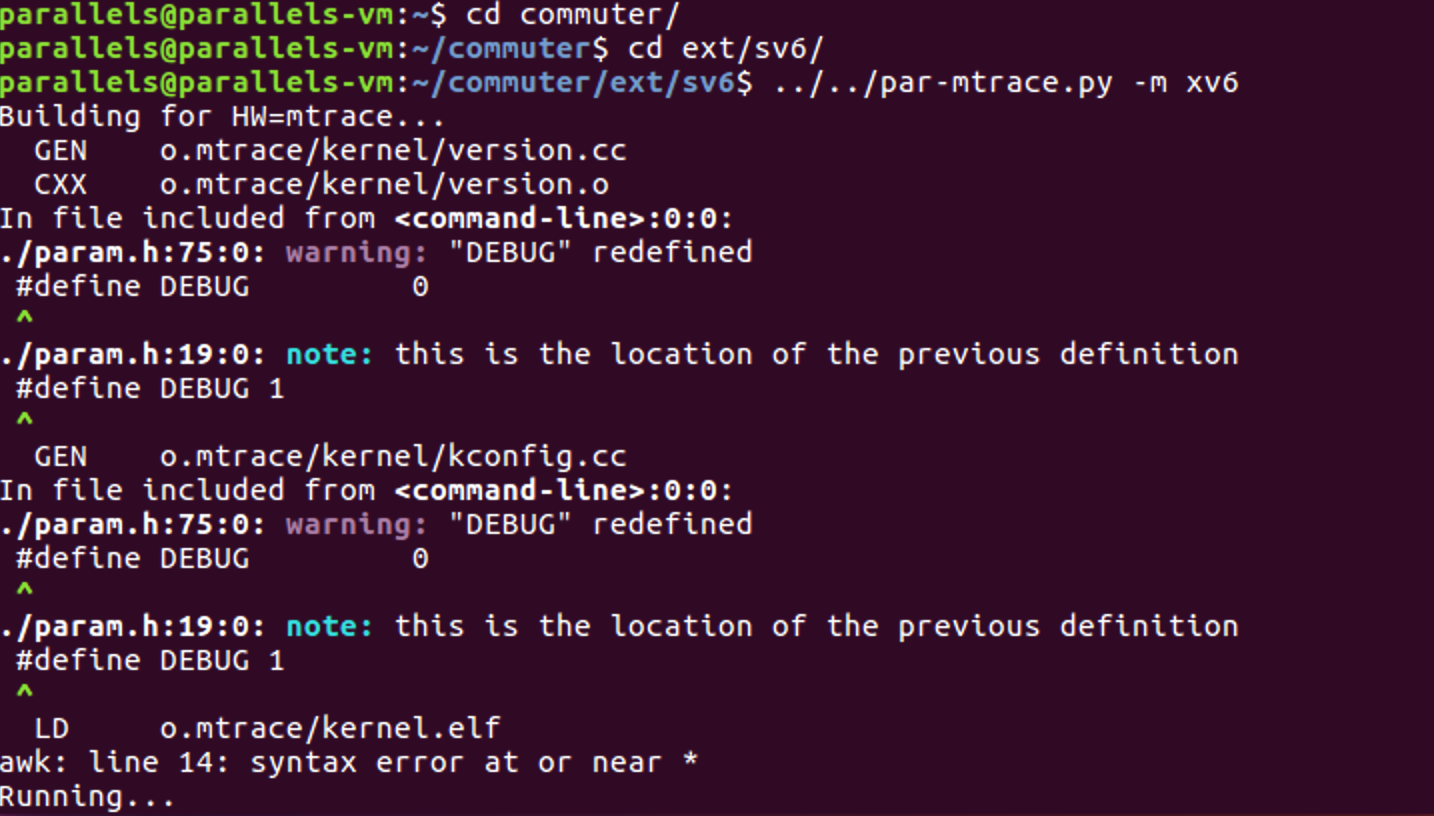 parallels@parallels-vm:~$ cd commuter/
parallels@parallels-vm:~/commuter$ cd ext/sv6/
parallels@parallels-vm:~/commuter/ext/sv6$ ../../par-mtrace.py -m xv6
Building for HW=mtrace...
  GEN    o.mtrace/kernel/version.cc
  CXX    o.mtrace/kernel/version.o
In file included from <command-line>:0:0:
./param.h:75:0: warning: "DEBUG" redefined
 #define DEBUG         0
 ^
./param.h:19:0: note: this is the location of the previous definition
 #define DEBUG 1
 ^
  GEN    o.mtrace/kernel/kconfig.cc
In file included from <command-line>:0:0:
./param.h:75:0: warning: "DEBUG" redefined
 #define DEBUG         0
 ^
./param.h:19:0: note: this is the location of the previous definition
 #define DEBUG 1
 ^
  LD     o.mtrace/kernel.elf
awk: line 14: syntax error at or near *
Running...